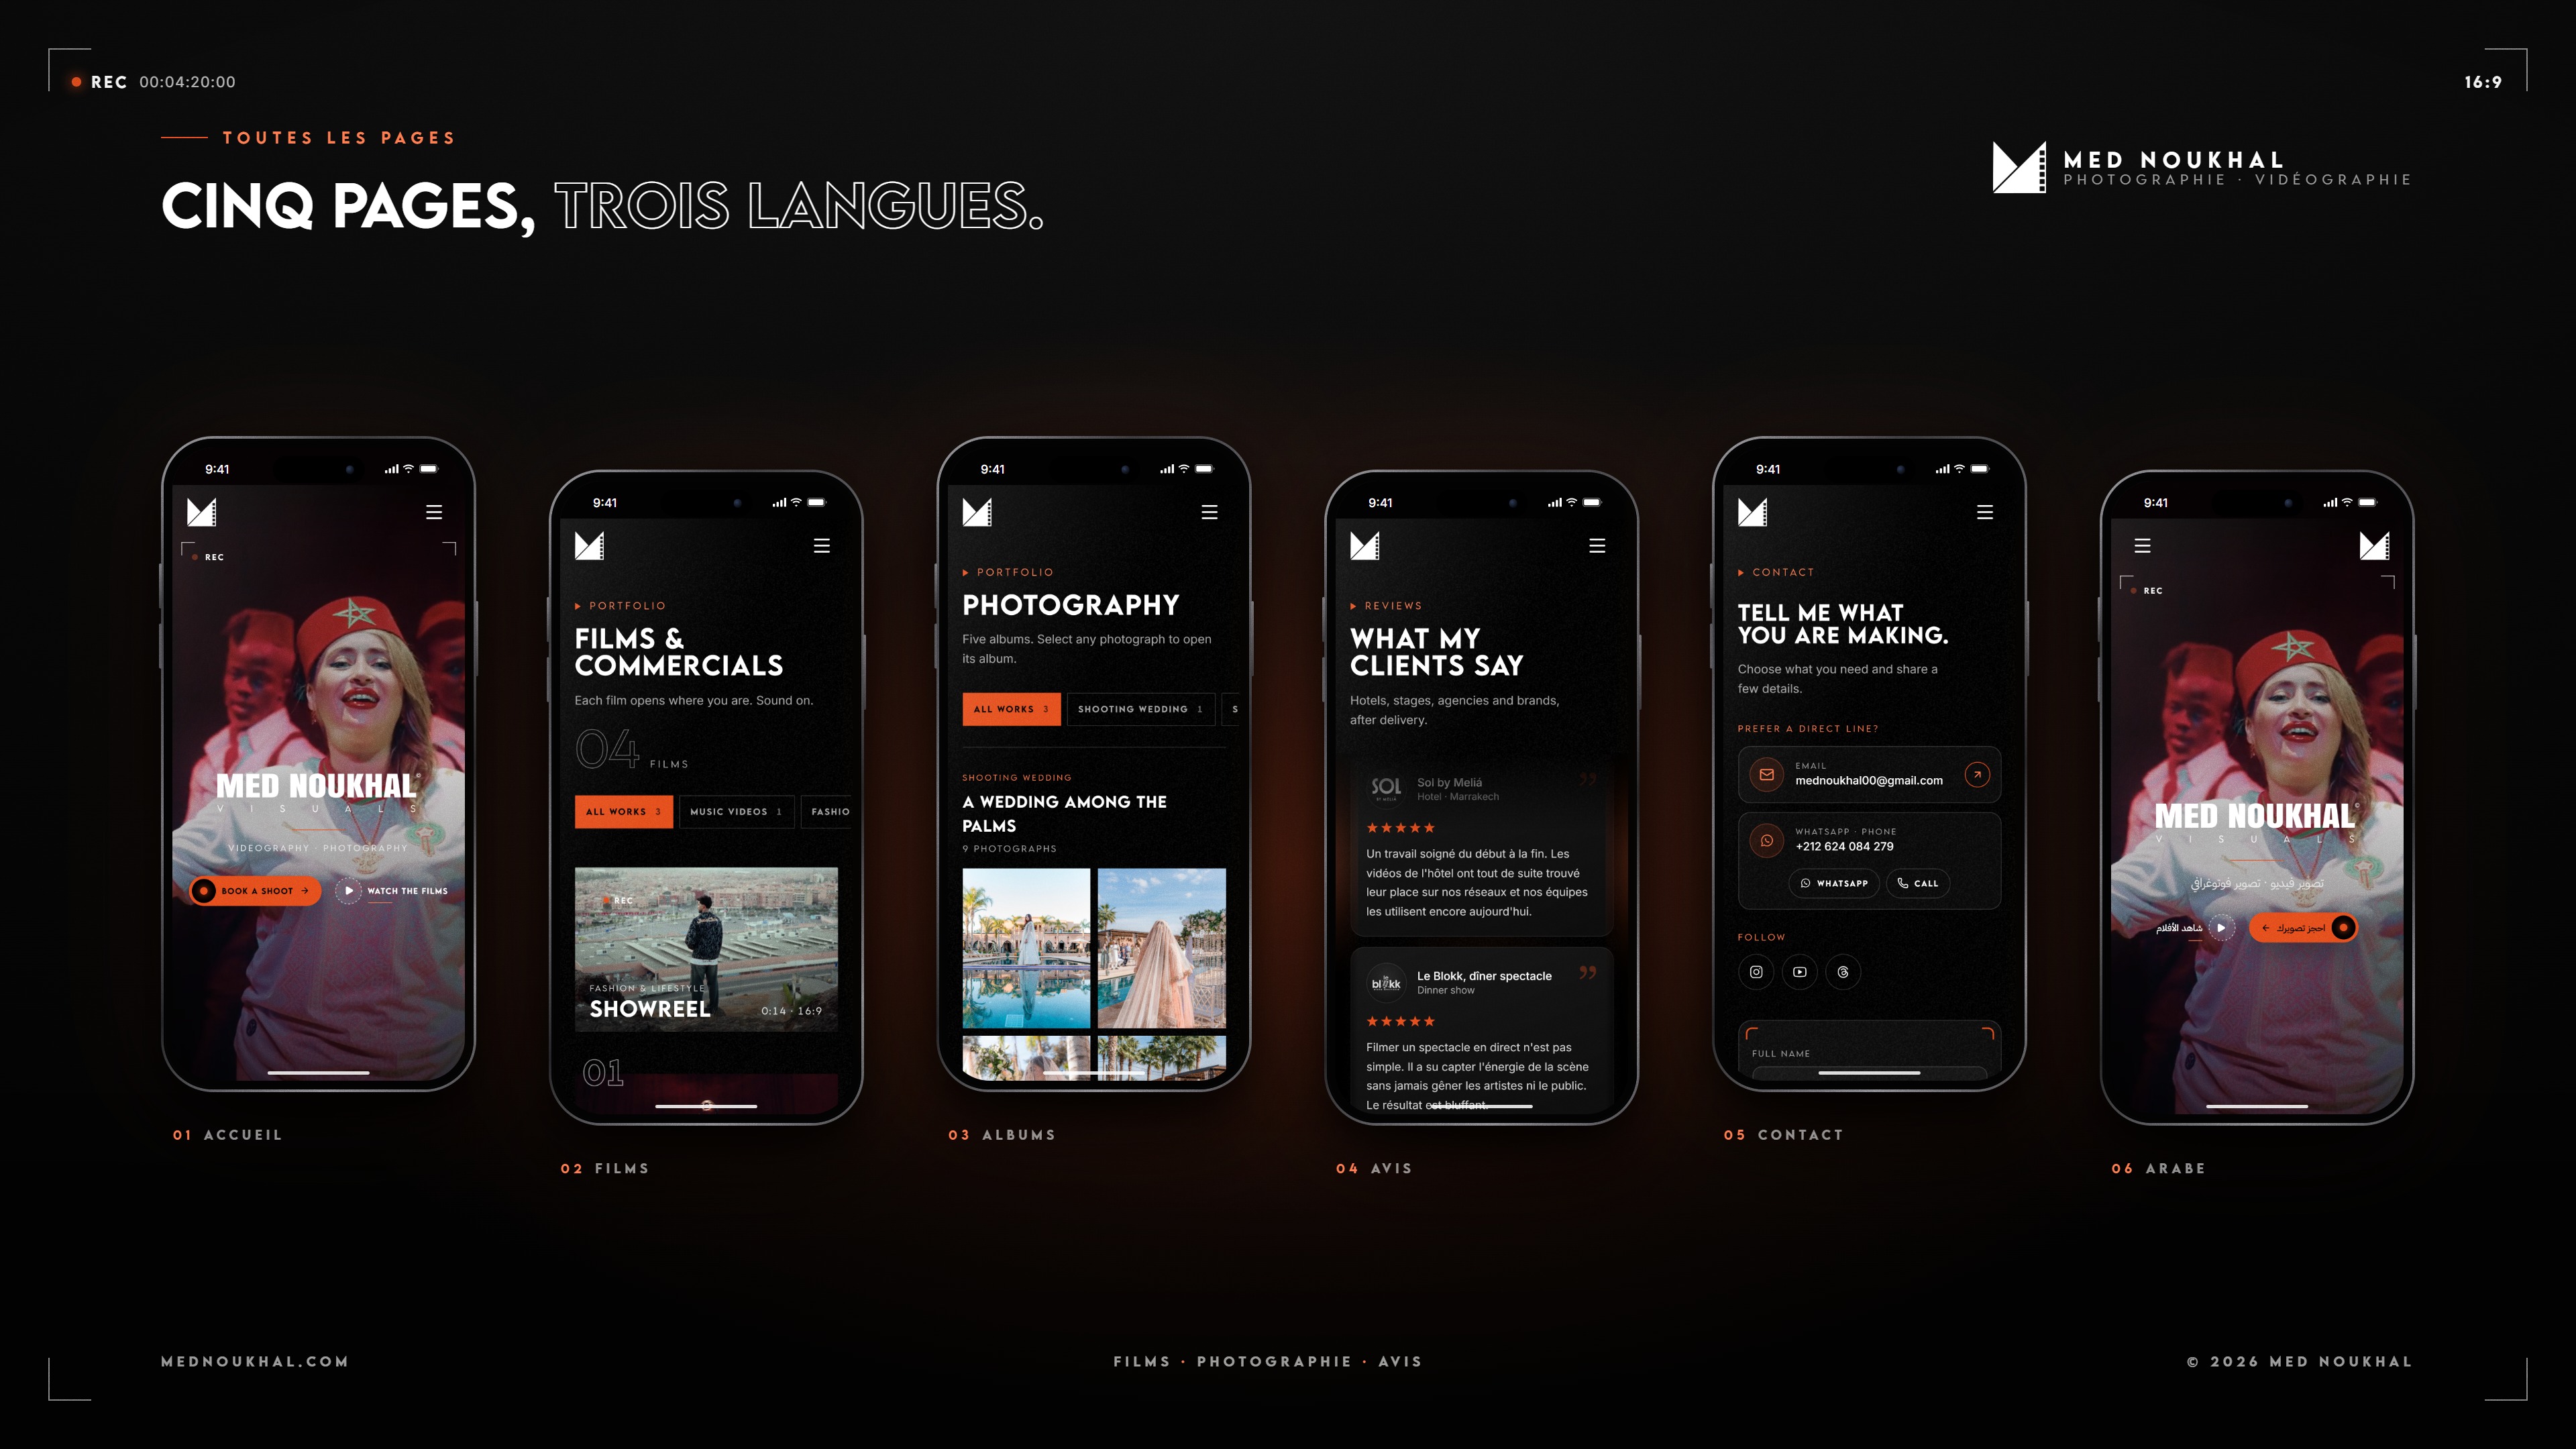 REC 00:04:20:00
16:9
TOUTES LES PAGES
CINQ PAGES, TROIS LANGUES.
MED NOUKHAL
PHOTOGRAPHIE · VIDÉOGRAPHIE
9:41
REC
MED NOUKHAL
VISUALS
VIDEOGRAPHY · PHOTOGRAPHY
BOOK A SHOOT →
WATCH THE FILMS
01 ACCUEIL
9:41
PORTFOLIO
FILMS &
COMMERCIALS
Each film opens where you are. Sound on.
04 FILMS
ALL WORKS 3
MUSIC VIDEOS 1
FASHIO
REC
FASHION & LIFESTYLE
SHOWREEL
0:14 · 16:9
01
02 FILMS
9:41
PORTFOLIO
PHOTOGRAPHY
Five albums. Select any photograph to open
its album.
ALL WORKS 3
SHOOTING WEDDING 1
S
SHOOTING WEDDING
A WEDDING AMONG THE
PALMS
9 PHOTOGRAPHS
03 ALBUMS
9:41
REVIEWS
WHAT MY
CLIENTS SAY
Hotels, stages, agencies and brands,
after delivery.
SOL
BY MELIÁ
Sol by Meliá
Hotel · Marrakech
★★★★★
Un travail soigné du début à la fin. Les
vidéos de l'hôtel ont tout de suite trouvé
leur place sur nos réseaux et nos équipes
les utilisent encore aujourd'hui.
blokk
Le Blokk, dîner spectacle
Dinner show
★★★★★
Filmer un spectacle en direct n'est pas
simple. Il a su capter l'énergie de la scène
sans jamais gêner les artistes ni le public.
Le résultat est bluffant.
04 AVIS
9:41
CONTACT
TELL ME WHAT
YOU ARE MAKING.
Choose what you need and share a
few details.
PREFER A DIRECT LINE?
EMAIL
mednoukhal00@gmail.com
WHATSAPP · PHONE
+212 624 084 279
WHATSAPP
CALL
FOLLOW
FULL NAME
05 CONTACT
9:41
REC
MED NOUKHAL
VISUALS
تصوير فيديو · تصوير فوتوغرافي
احجز تصويرك ←
شاهد الأفلام
06 ARABE
MEDNOUKHAL.COM
FILMS · PHOTOGRAPHIE · AVIS
© 2026 MED NOUKHAL